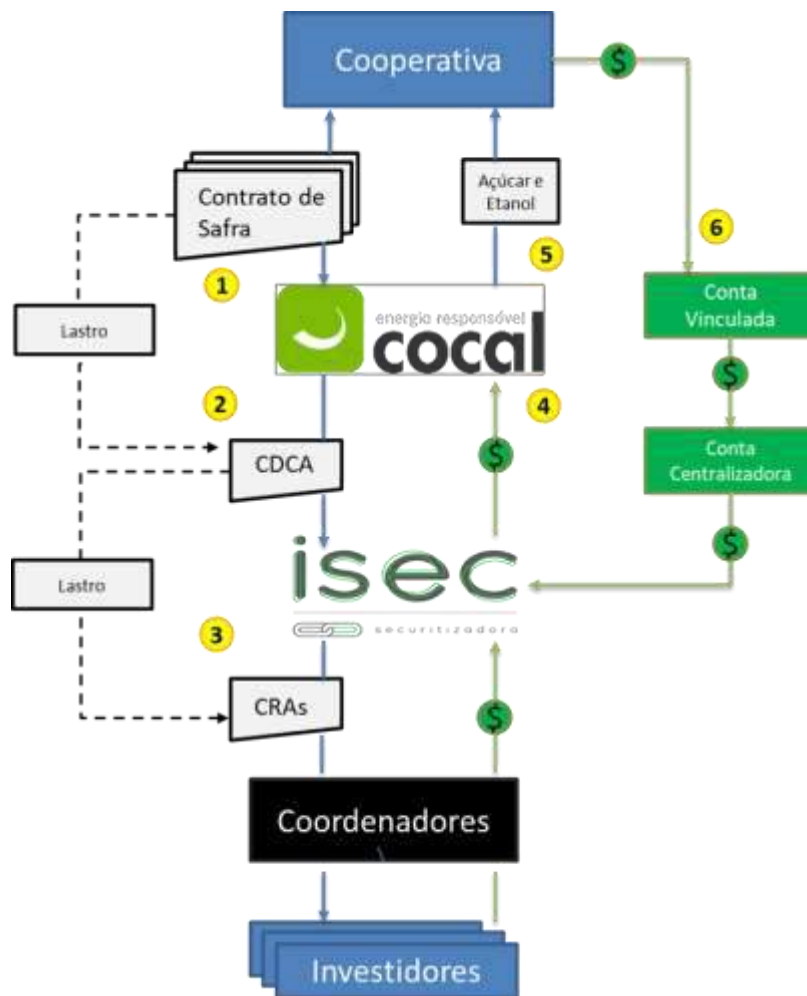 Cooperativa
$
Contrato de
Safra
Açúcar e
Etanol
6
5
1
Conta
Vinculada
Lastro
energia responsável
cocal
2
4
$
CDCA
$
Conta
Centralizadora
$
isec
Lastro
securitizadora
3
CRAs
$
Coordenadores
Investidores